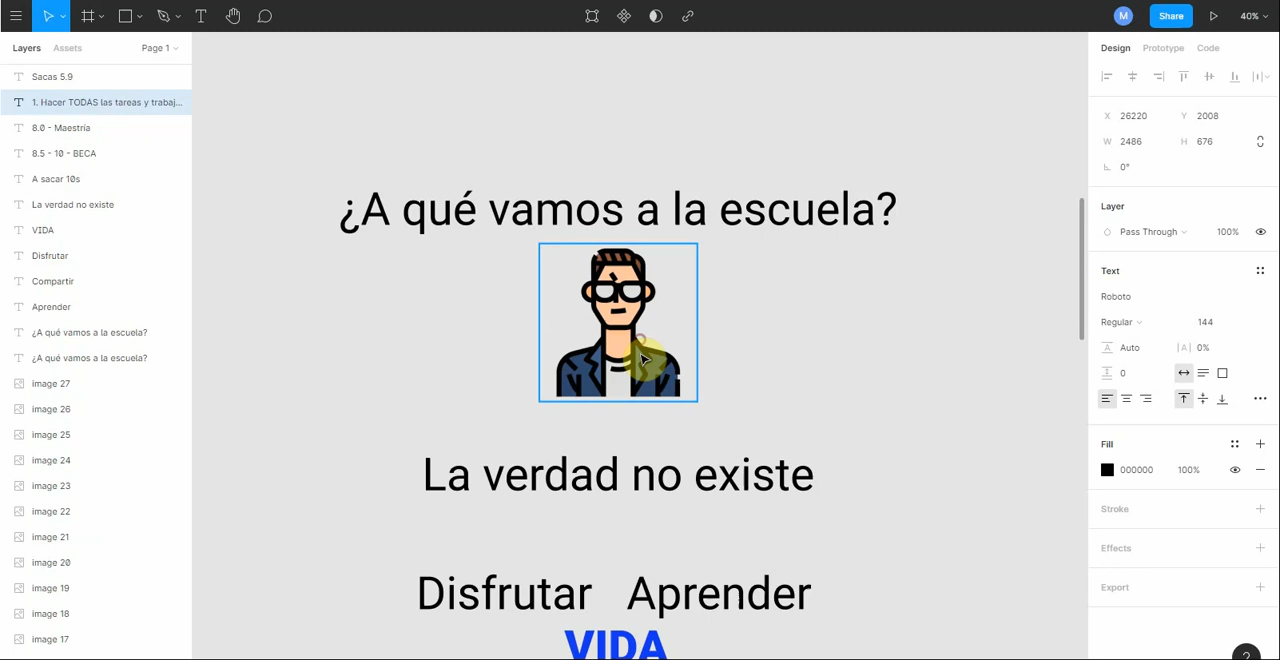 M
Share
40%
Layers
Assets
Page 1
Sacas 5.9
1. Hacer TODAS las tareas y trabaj...
8.0 - Maestría
8.5 - 10 - BECA
A sacar 10s
La verdad no existe
VIDA
Disfrutar
Compartir
Aprender
¿A qué vamos a la escuela?
¿A qué vamos a la escuela?
image 27
image 26
image 25
image 24
image 23
image 22
image 21
image 20
image 19
image 18
image 17
¿A qué vamos a la escuela?
La verdad no existe
Disfrutar Aprender
VIDA
Design
Prototype
Code
X 26220 Y 2008
W 2486 H 676
0°
Layer
Pass Through 100%
Text
Roboto
Regular 144
A Auto |A| 0%
0
Fill
000000 100%
Stroke
Effects
Export
?